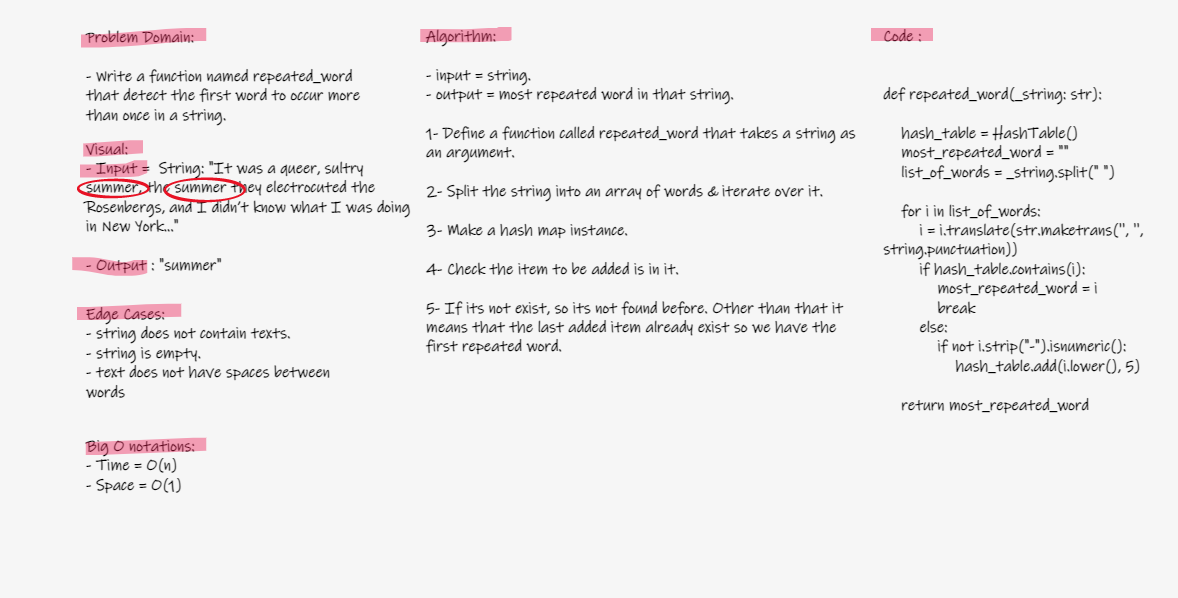 Problem Domain:
- Write a function named repeated_word
that detect the first word to occur more
than once in a string.
Visual:
- Input = String: "It was a queer, sultry
summer, the summer they electrocuted the
Rosenbergs, and I didn't know what I was doing
in New York..."
- Output : "summer"
Edge Cases:
- string does not contain texts.
- string is empty.
- text does not have spaces between
words
Big O notations:
- Time = O(n)
- Space = O(1)
Algorithm:
- input = string.
- output = most repeated word in that string.
1- Define a function called repeated_word that takes a string as
an argument.
2- Split the string into an array of words & iterate over it.
3- Make a hash map instance.
4- Check the item to be added is in it.
5- If its not exist, so its not found before. Other than that it
means that the last added item already exist so we have the
first repeated word.
Code :
def repeated_word(_string: str):
hash_table = HashTable()
most_repeated_word = ""
list_of_words = _string.split(" ")
for i in list_of_words:
i = i.translate(str.maketrans('', '',
string.punctuation))
if hash_table.contains(i):
most_repeated_word = i
break
else:
if not i.strip("-").isnumeric():
hash_table.add(i.lower(), 5)
return most_repeated_word